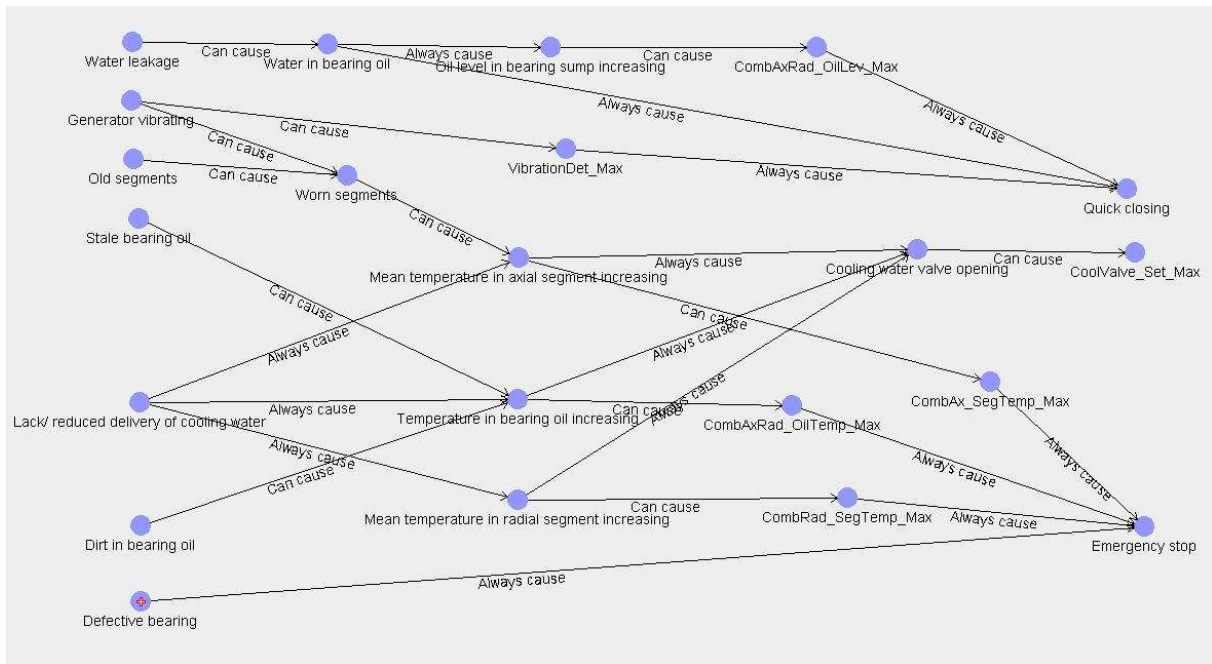 Water leakage
Can cause
Water in bearing oil
Always cause
Oil level in bearing sump increasing
Can cause
CombAxRad_OilLev_Max
Always cause
Always cause
Generator vibrating
Can cause
Can cause
VibrationDet_Max
Always cause
Old segments
Can cause
Worn segments
Quick closing
Can cause
Stale bearing oil
Mean temperature in axial segment increasing
Always cause
Cooling water valve opening
Can cause
CoolValve_Set_Max
Can cause
Can cause
Always cause
Always cause
Lack/ reduced delivery of cooling water
Always cause
Temperature in bearing oil increasing
Can cause
Always cause
CombAxRad_OilTemp_Max
CombAx_SegTemp_Max
Always cause
Always cause
Always cause
Can cause
Mean temperature in radial segment increasing
Can cause
CombRad_SegTemp_Max
Always cause
Dirt in bearing oil
Emergency stop
Always cause
Defective bearing